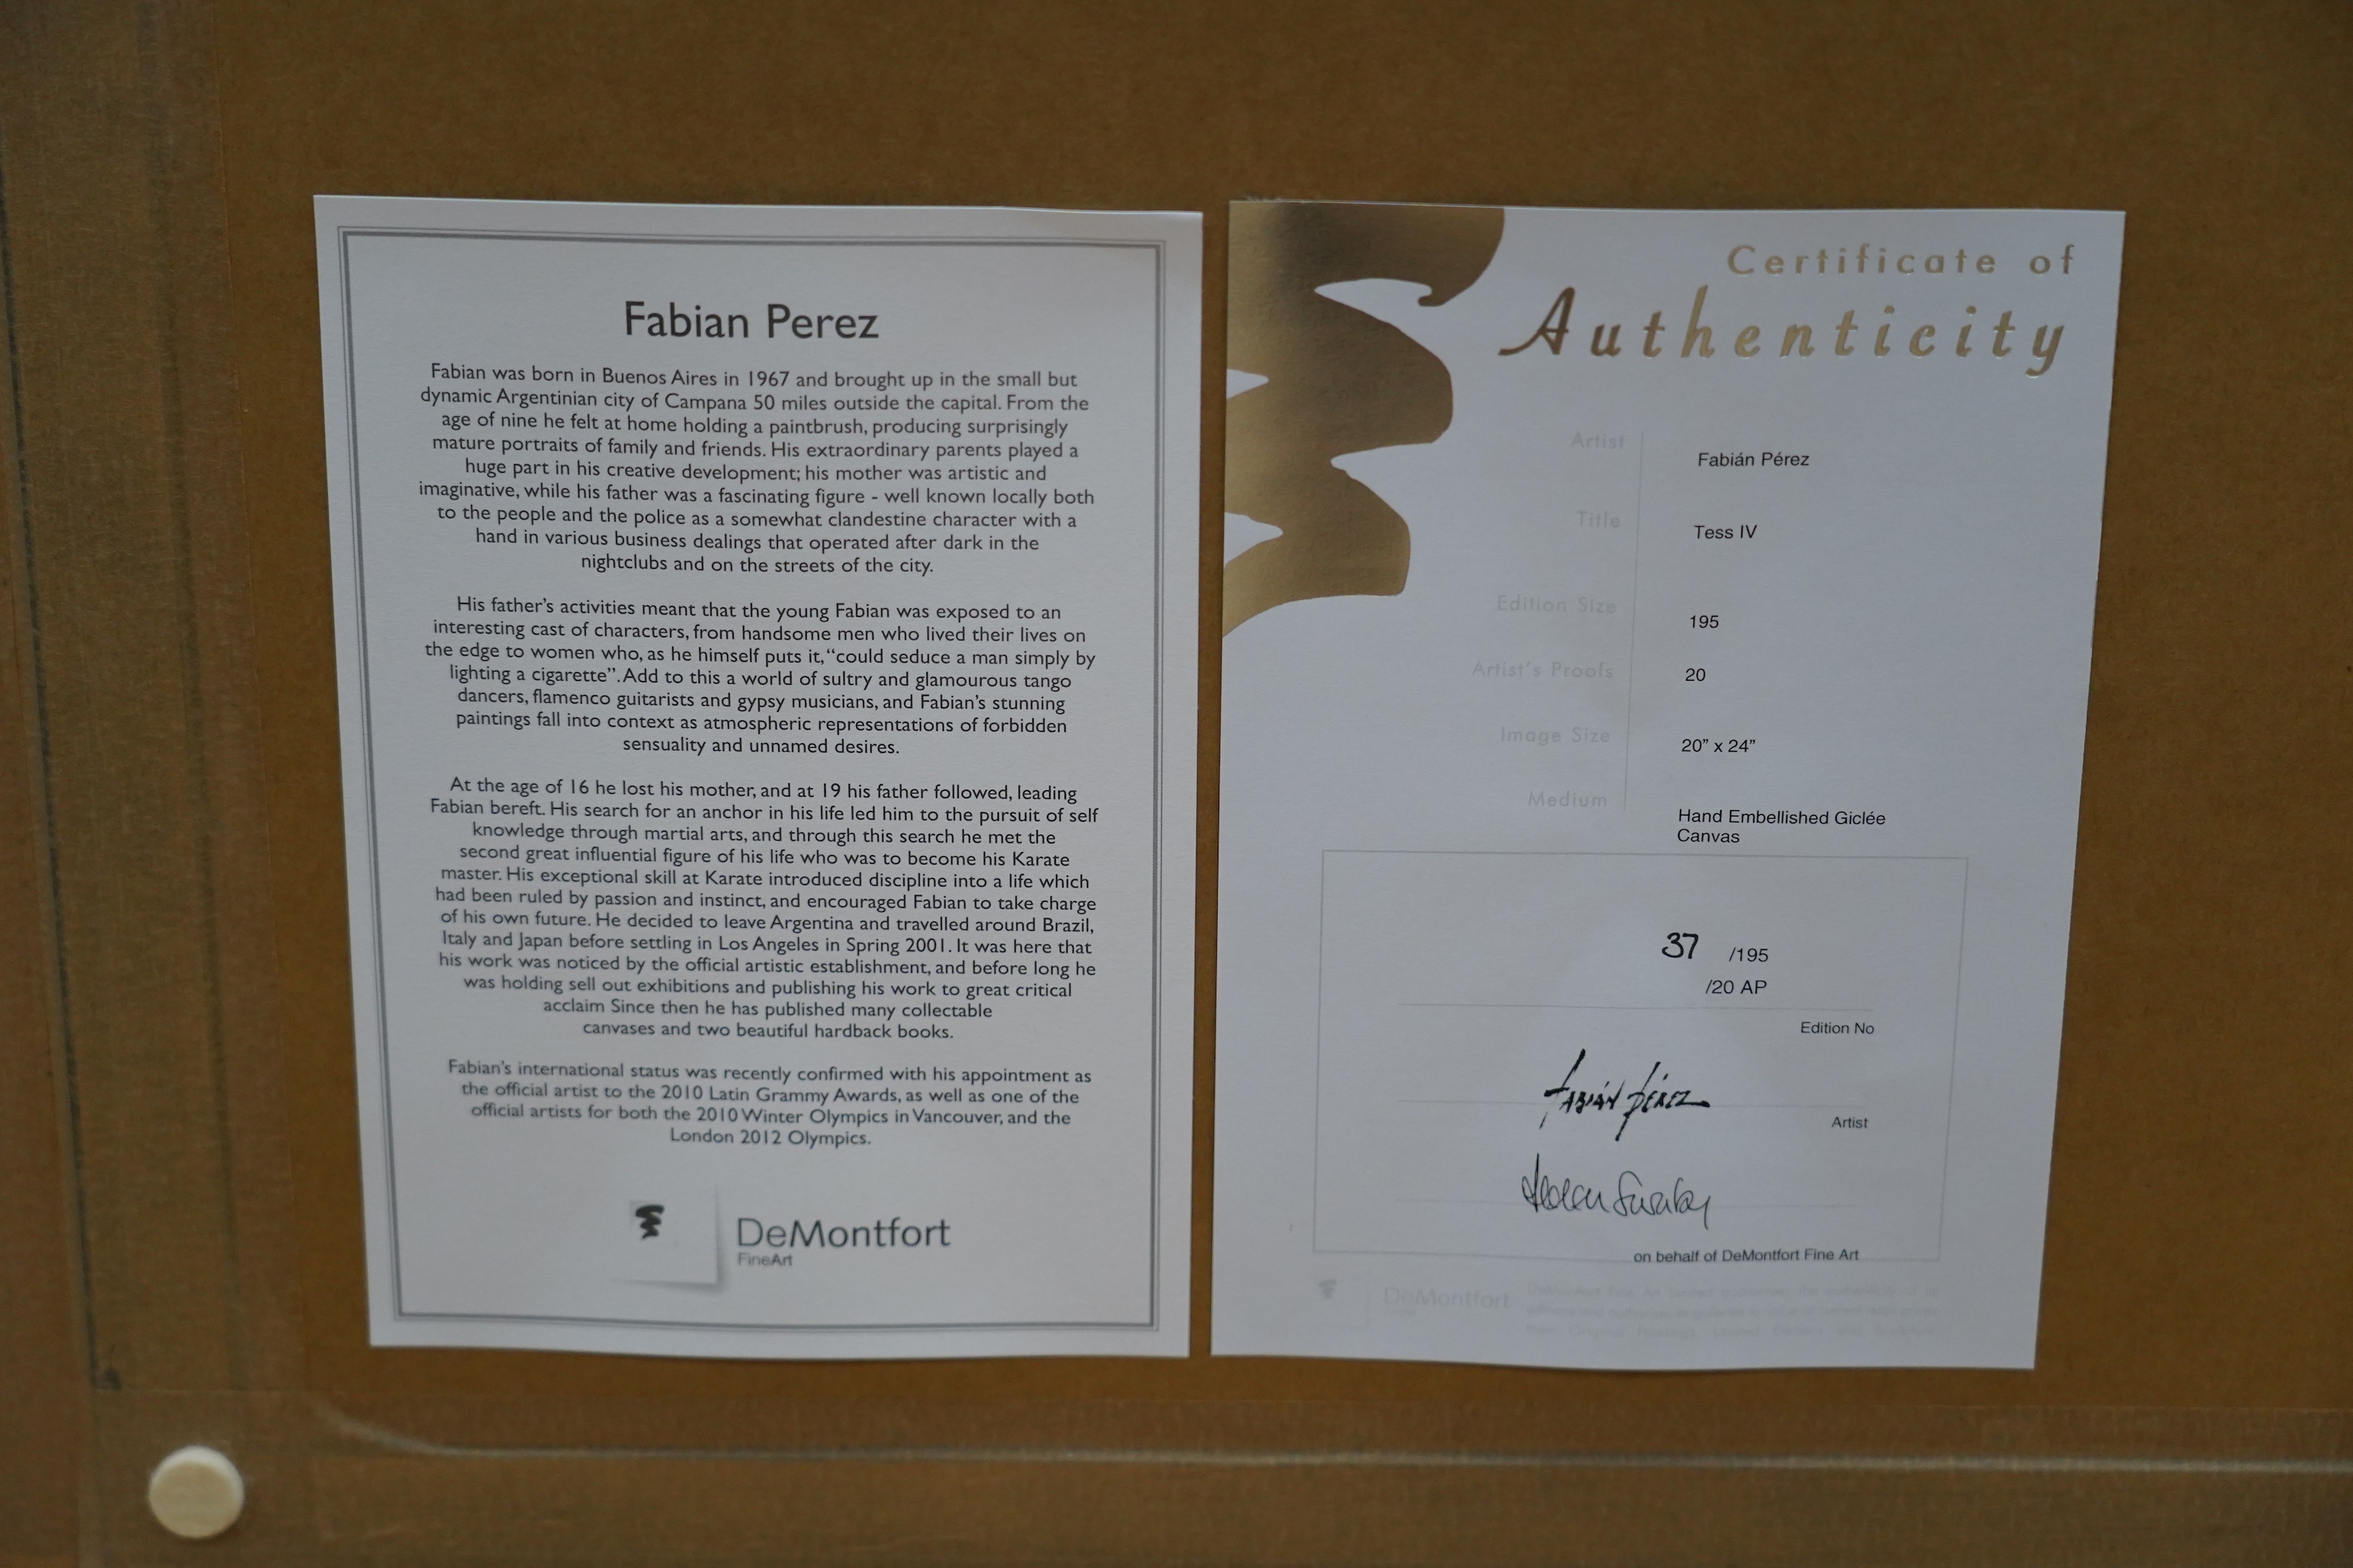 Fabian Perez
Fabian was born in Buenos Aires in 1967 and brought up in the small but
dynamic Argentinian city of Campana 50 miles outside the capital. From the
age of nine he felt at home holding a paintbrush, producing surprisingly
mature portraits of family and friends. His extraordinary parents played a
huge part in his creative development; his mother was artistic and
imaginative, while his father was a fascinating figure - well known locally both
to the people and the police as a somewhat clandestine character with a
hand in various business dealings that operated after dark in the
nightclubs and on the streets of the city.
His father's activities meant that the young Fabian was exposed to an
interesting cast of characters, from handsome men who lived their lives on
the edge to women who, as he himself puts it, "could seduce a man simply by
lighting a cigarette". Add to this a world of sultry and glamourous tango
dancers, flamenco guitarists and gypsy musicians, and Fabian's stunning
paintings fall into context as atmospheric representations of forbidden
sensuality and unnamed desires.
At the age of 16 he lost his mother, and at 19 his father followed, leading
Fabian bereft. His search for an anchor in his life led him to the pursuit of self
knowledge through martial arts, and through this search he met the
second great influential figure of his life who was to become his Karate
master. His exceptional skill at Karate introduced discipline into a life which
had been ruled by passion and instinct, and encouraged Fabian to take charge
of his own future. He decided to leave Argentina and travelled around Brazil,
Italy and Japan before settling in Los Angeles in Spring 2001. It was here that
his work was noticed by the official artistic establishment, and before long he
was holding sell out exhibitions and publishing his work to great critical
acclaim Since then he has published many collectable
canvases and two beautiful hardback books.
Fabian's international status was recently confirmed with his appointment as
the official artist to the 2010 Latin Grammy Awards, as well as one of the
official artists for both the 2010 Winter Olympics in Vancouver, and the
London 2012 Olympics.
DeMontfort
FineArt
Certificate of
Authenticity
Artist
Fabián Pérez
Title
Tess IV
Edition Size
195
Artist's Proofs
20
Image Size
20" x 24"
Medium
Hand Embellished Giclée
Canvas
37 /195
/20 AP
Edition No
Fabián Pérez
Artist
on behalf of DeMontfort Fine Art
DeMontfort